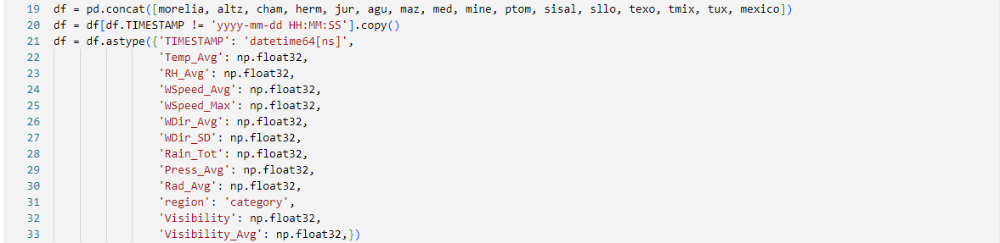 19 df = pd.concat([morelia, altz, cham, herm, jur, agu, maz, med, mine, ptom, sisal, sllo, texo, tmix, tux, mexico])
20 df = df[df.TIMESTAMP != 'yyyy-mm-dd HH:MM:SS'].copy()
21 df = df.astype({'TIMESTAMP': 'datetime64[ns]',
22 'Temp_Avg': np.float32,
23 'RH_Avg': np.float32,
24 'WSpeed_Avg': np.float32,
25 'WSpeed_Max': np.float32,
26 'WDir_Avg': np.float32,
27 'WDir_SD': np.float32,
28 'Rain_Tot': np.float32,
29 'Press_Avg': np.float32,
30 'Rad_Avg': np.float32,
31 'region': 'category',
32 'Visibility': np.float32,
33 'Visibility_Avg': np.float32,})